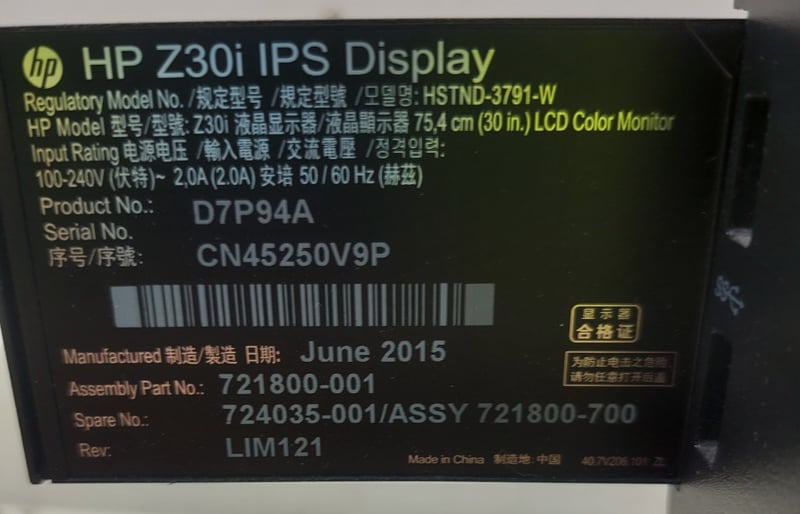 hp HP Z30i IPS Display
Regulatory Model No. /规定型号 /規定型號 /모델명: HSTND-3791-W
HP Model 型号/型號: Z30i 液晶显示器/液晶顯示器 75,4 cm (30 in.) LCD Color Monitor
Input Rating 电源电压 /輸入電源 /交流電壓 /정격입력:
100-240V (伏特)~ 2,0A (2.0A) 安培 50 / 60 Hz (赫茲)
Product No.: D7P94A
Serial No.
序号/序號: CN45250V9P
显示器
合格证
Manufactured 制造/製造 日期: June 2015
为防止电击之危险
请勿任意打开后盖
Assembly Part No.: 721800-001
Spare No.: 724035-001/ASSY 721800-700
Rev: LIM121
Made in China 制造地: 中国